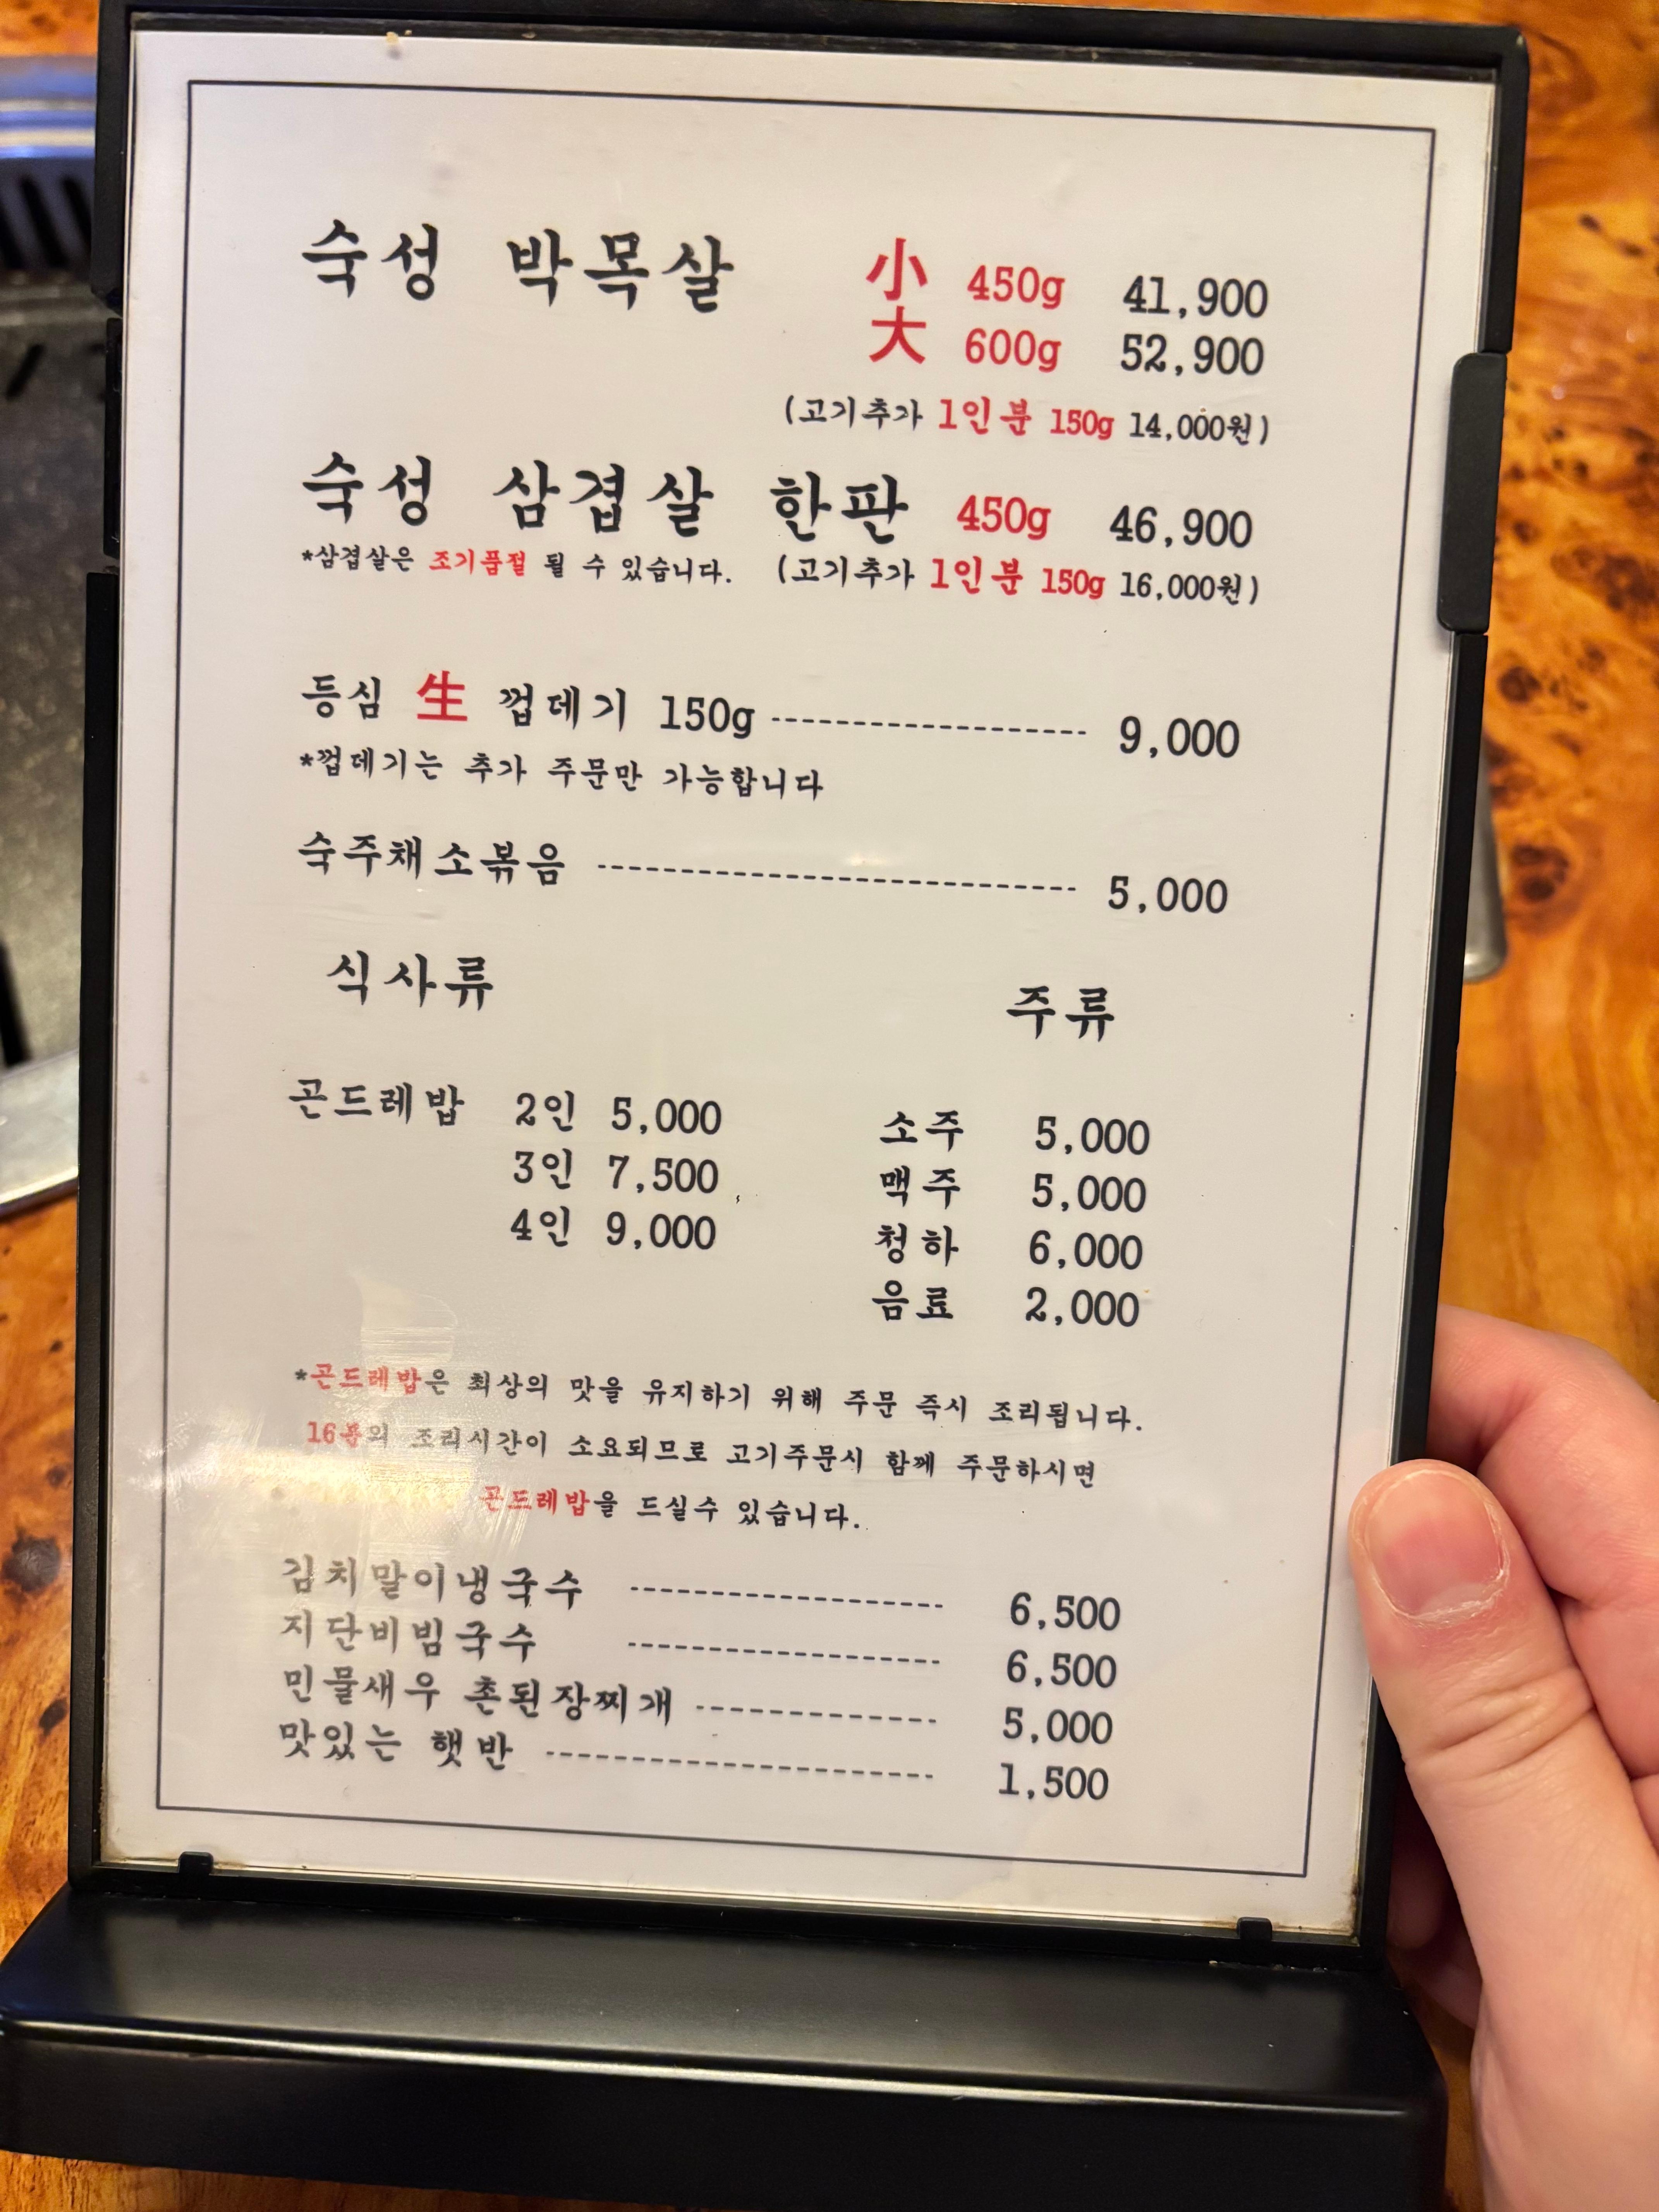 숙성 박목살 小 450g 41,900
大 600g 52,900
(고기추가 1인분 150g 14,000원)
숙성 삼겹살 한판 450g 46,900
*삼겹살은 조기품절 될 수 있습니다. (고기추가 1인분 150g 16,000원)
등심 生 껍데기 150g 9,000
*껍데기는 추가 주문만 가능합니다
숙주채소볶음 5,000
식사류
곤드레밥 2인 5,000
3인 7,500
4인 9,000
주류
소주 5,000
맥주 5,000
청하 6,000
음료 2,000
*곤드레밥은 최상의 맛을 유지하기 위해 주문 즉시 조리됩니다.
16분의 조리시간이 소요되므로 고기주문시 함께 주문하시면
곤드레밥을 드실수 있습니다.
김치말이냉국수 6,500
지단비빔국수 6,500
민물새우 촌된장찌개 5,000
맛있는 햇반 1,500